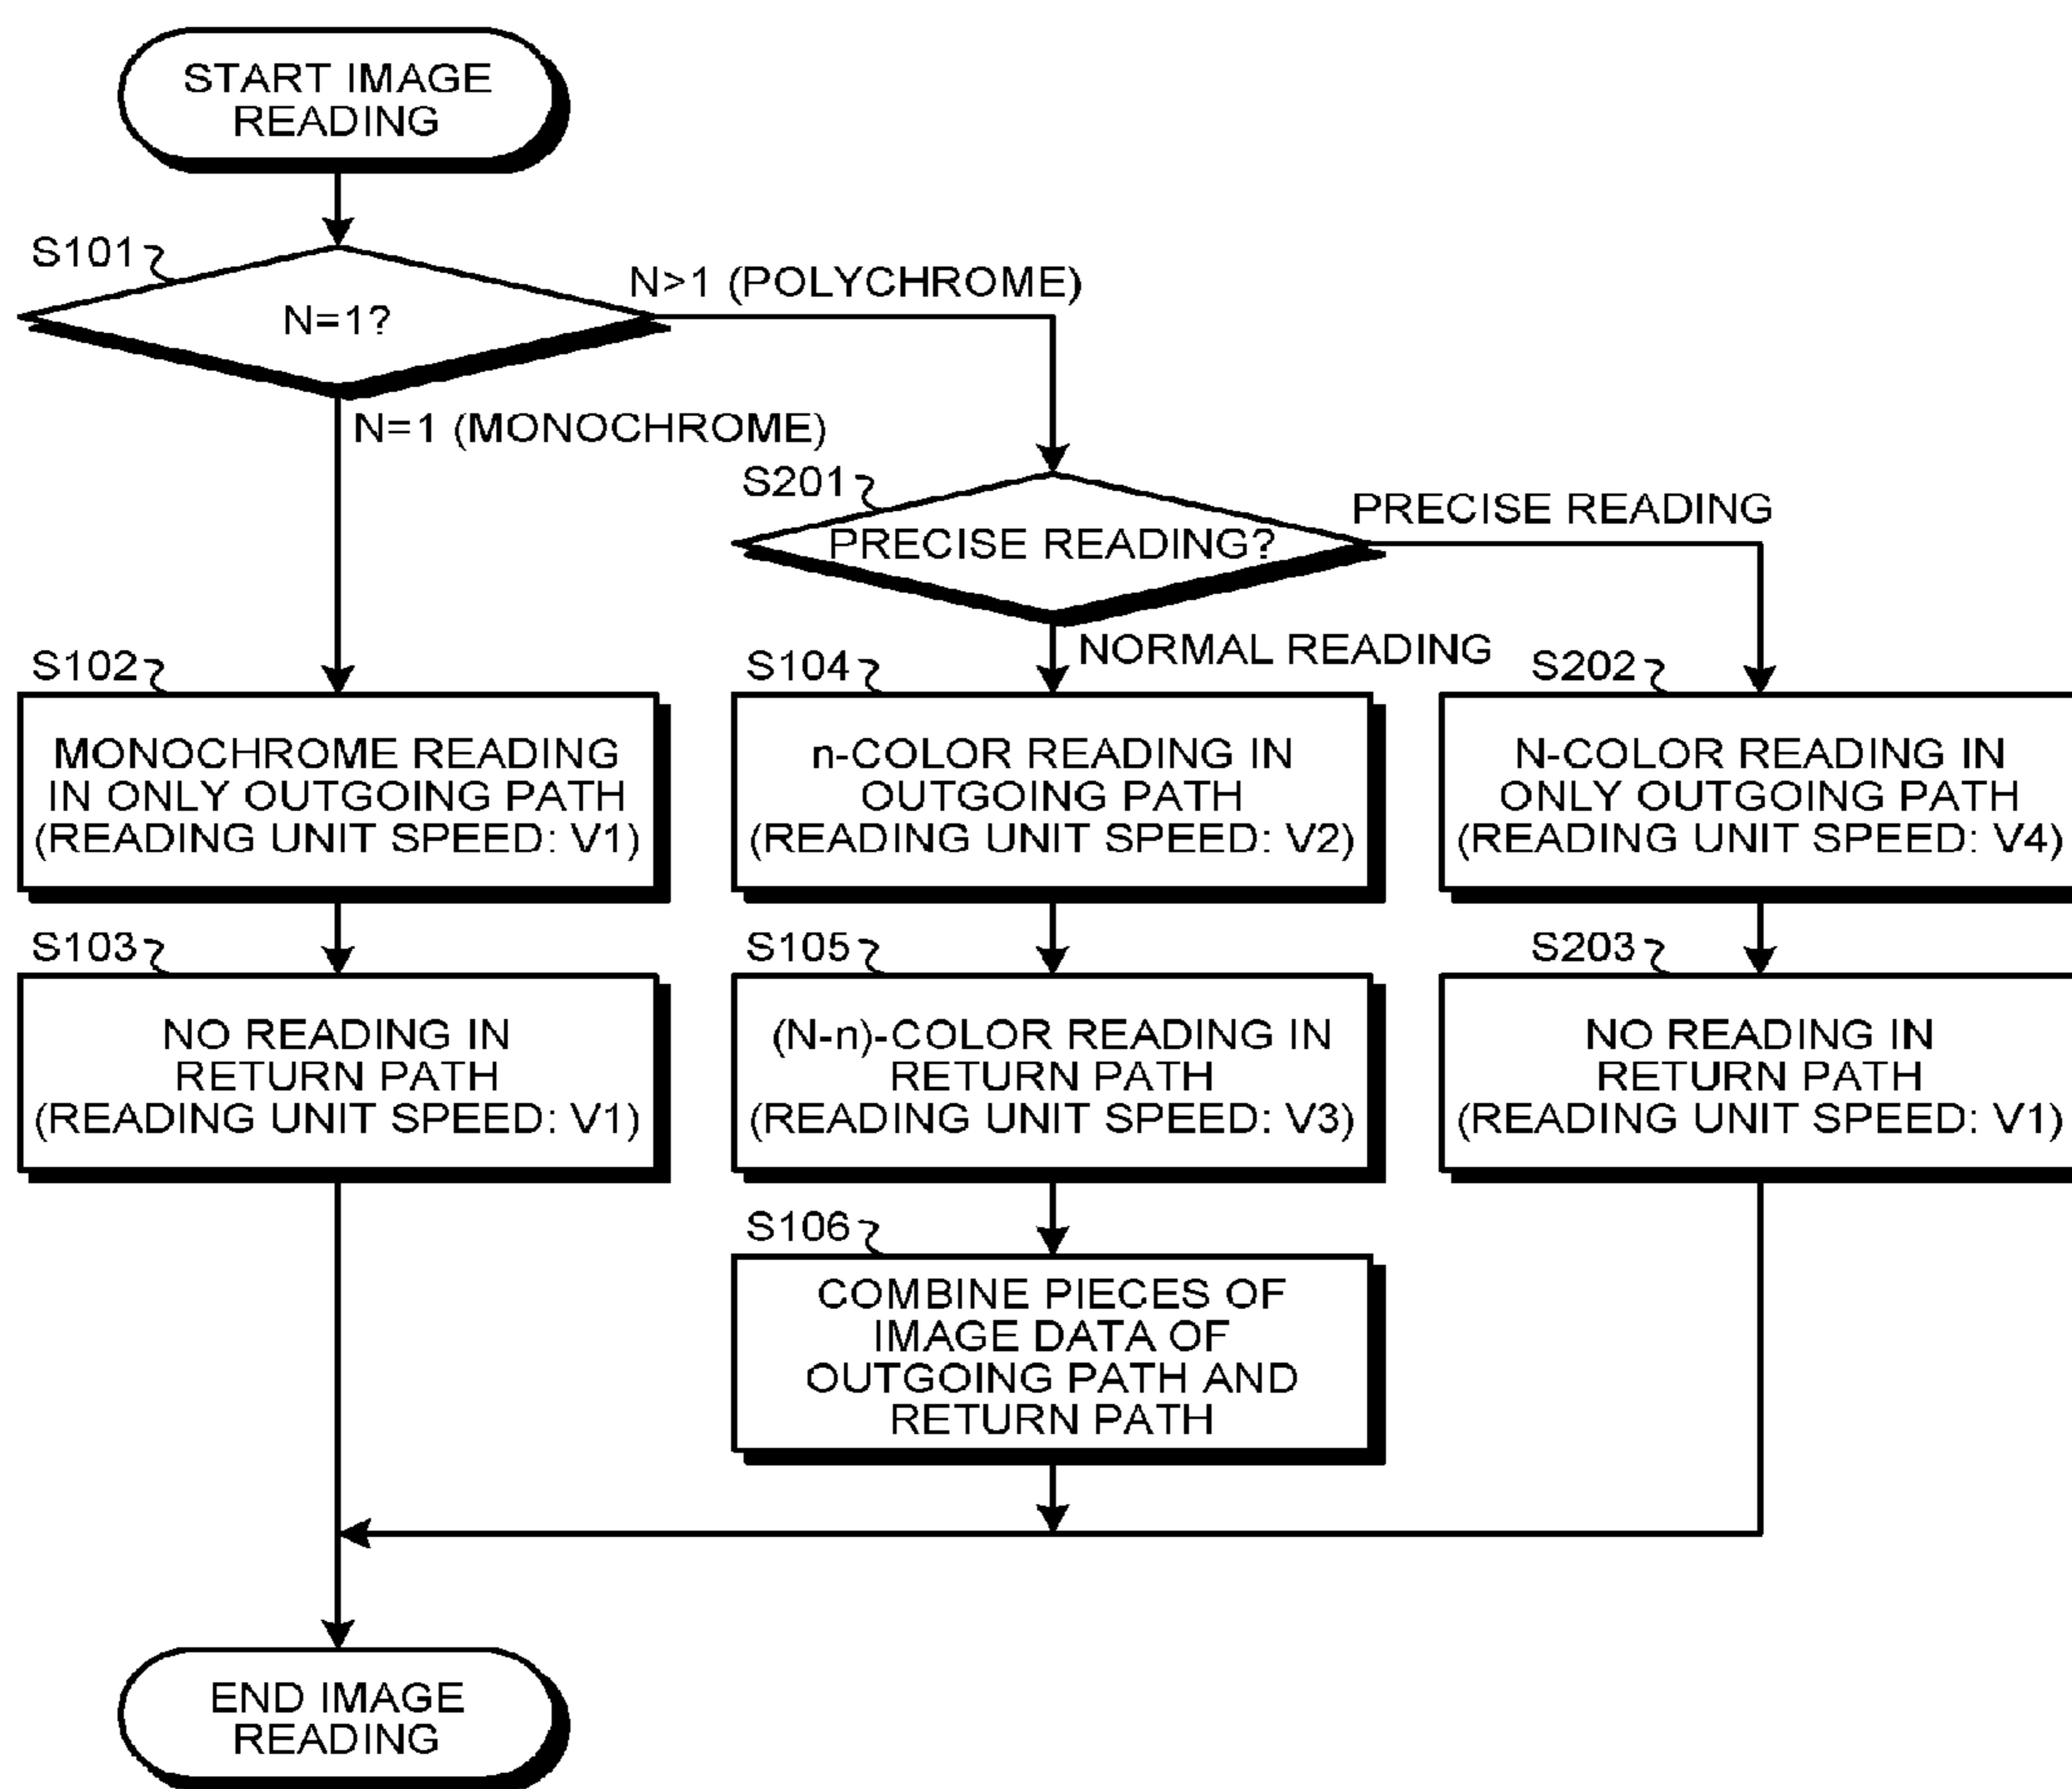 START IMAGE
READING
S101
N=1?
N>1 (POLYCHROME)
N=1 (MONOCHROME)
S201
PRECISE READING?
PRECISE READING
NORMAL READING
S102
MONOCHROME READING
IN ONLY OUTGOING PATH
(READING UNIT SPEED: V1)
S104
n-COLOR READING IN
OUTGOING PATH
(READING UNIT SPEED: V2)
S202
N-COLOR READING IN
ONLY OUTGOING PATH
(READING UNIT SPEED: V4)
S103
NO READING IN
RETURN PATH
(READING UNIT SPEED: V1)
S105
(N-n)-COLOR READING IN
RETURN PATH
(READING UNIT SPEED: V3)
S203
NO READING IN
RETURN PATH
(READING UNIT SPEED: V1)
S106
COMBINE PIECES OF
IMAGE DATA OF
OUTGOING PATH AND
RETURN PATH
END IMAGE
READING